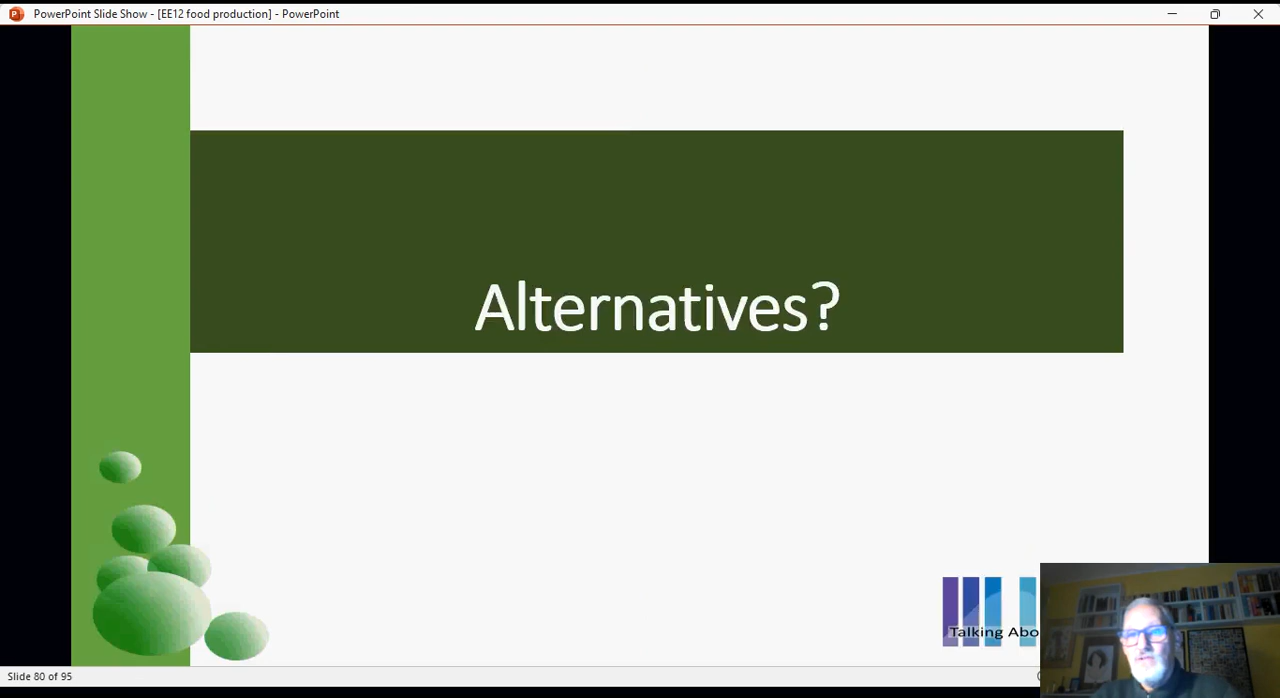 PowerPoint Slide Show - [EE12 food production] - PowerPoint
Alternatives?
Talking Abo
Slide 80 of 95